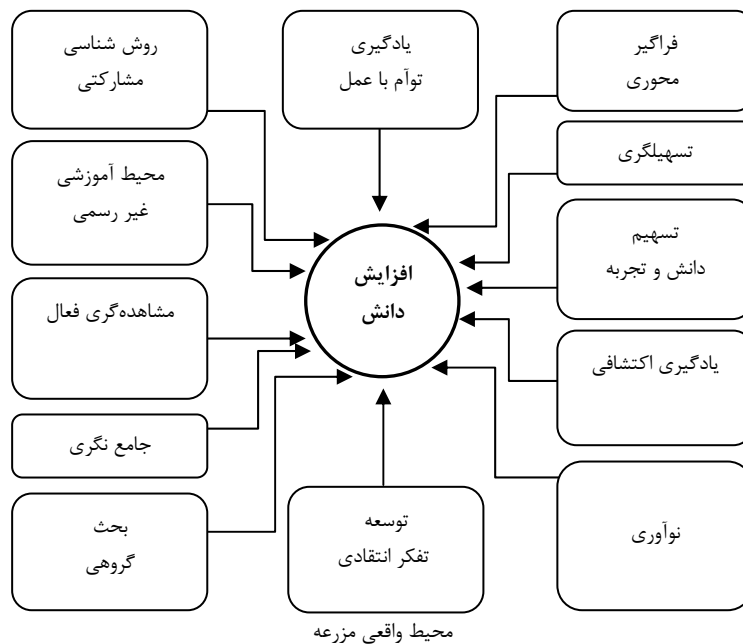 فراگیر
محوری
یادگیری
توآم با عمل
روش شناسی
مشارکتی
تسهیلگری
محیط آموزشی
غیر رسمی
تسهیم
دانش و تجربه
افزایش
دانش
مشاهده‌گری فعال
یادگیری اکتشافی
جامع نگری
نوآوری
توسعه
تفکر انتقادی
بحث
گروهی
محیط واقعی مزرعه